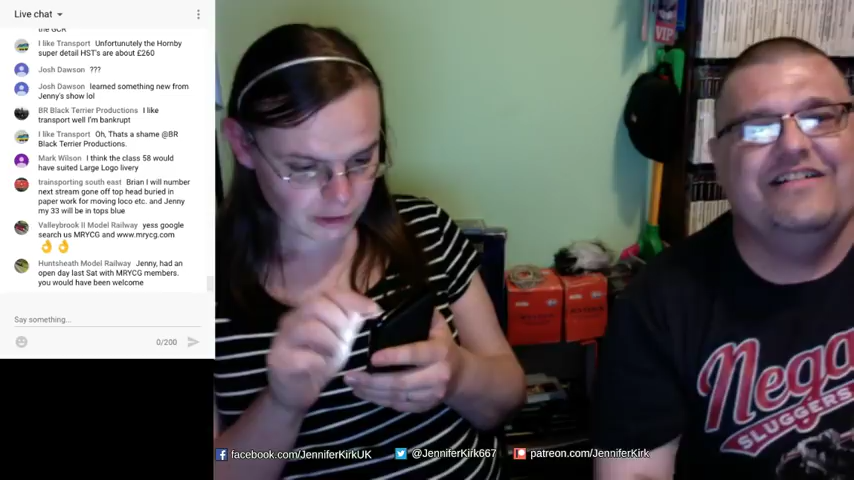 Live chat
the GCR
I like Transport Unfortunetely the Hornby
super detail HST's are about £260
Josh Dawson ???
Josh Dawson learned something new from
Jenny's show lol
BR Black Terrier Productions I like
transport well I'm bankrupt
I like Transport Oh, Thats a shame @BR
Black Terrier Productions.
Mark Wilson I think the class 58 would
have suited Large Logo livery
trainsporting south east Brian I will number
next stream gone off top head buried in
paper work for moving loco etc. and Jenny
my 33 will be in tops blue
Valleybrook II Model Railway yess google
search us MRYCG and www.mrycg.com
Huntsheath Model Railway Jenny, had an
open day last Sat with MRYCG members.
you would have been welcome
Say something...
0/200
VIP
Nega
SLUGGERS
facebook.com/JenniferKirkUK
@JenniferKirk667
patreon.com/JenniferKirk